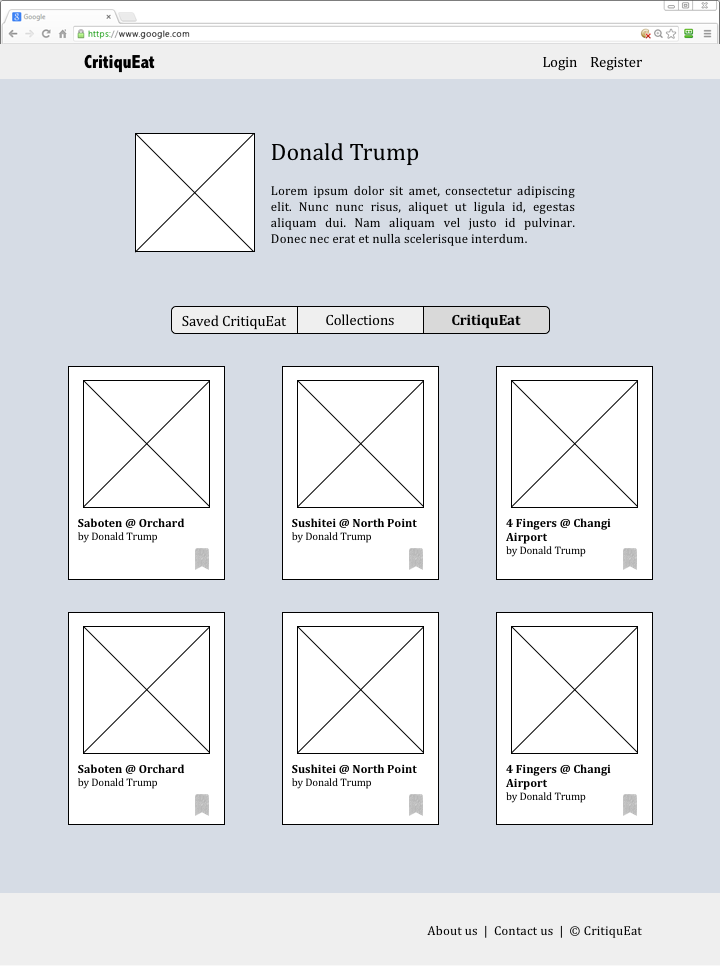 Google
https://www.google.com
CritiquEat
Login Register
Donald Trump
Lorem ipsum dolor sit amet, consectetur adipiscing
elit. Nunc nunc risus, aliquet ut ligula id, egestas
aliquam dui. Nam aliquam vel justo id pulvinar.
Donec nec erat et nulla scelerisque interdum.
Saved CritiquEat Collections CritiquEat
Saboten @ Orchard
by Donald Trump
Sushitei @ North Point
by Donald Trump
4 Fingers @ Changi
Airport
by Donald Trump
Saboten @ Orchard
by Donald Trump
Sushitei @ North Point
by Donald Trump
4 Fingers @ Changi
Airport
by Donald Trump
About us | Contact us | © CritiquEat